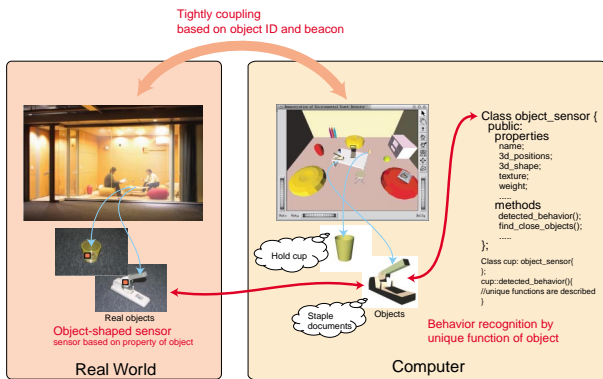 Tightly coupling
based on object ID and beacon
Class object_sensor {
public:
properties
name;
3d_positions;
3d_shape;
texture;
weight;
.....
methods
detected_behavior();
find_close_objects();
.....
};
Class cup: object_sensor{
};
cup::detected_behavior(){
//unique functions are described
}
Hold cup
Staple
documents
Real objects
Objects
Object-shaped sensor
sensor based on property of object
Behavior recognition by
unique function of object
Real World
Computer